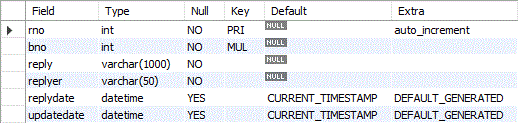 Field Type Null Key Default Extra
rno int NO PRI NULL auto_increment
bno int NO MUL NULL
reply varchar(1000) NO NULL
replyer varchar(50) NO NULL
replydate datetime YES CURRENT_TIMESTAMP DEFAULT_GENERATED
updatedate datetime YES CURRENT_TIMESTAMP DEFAULT_GENERATED